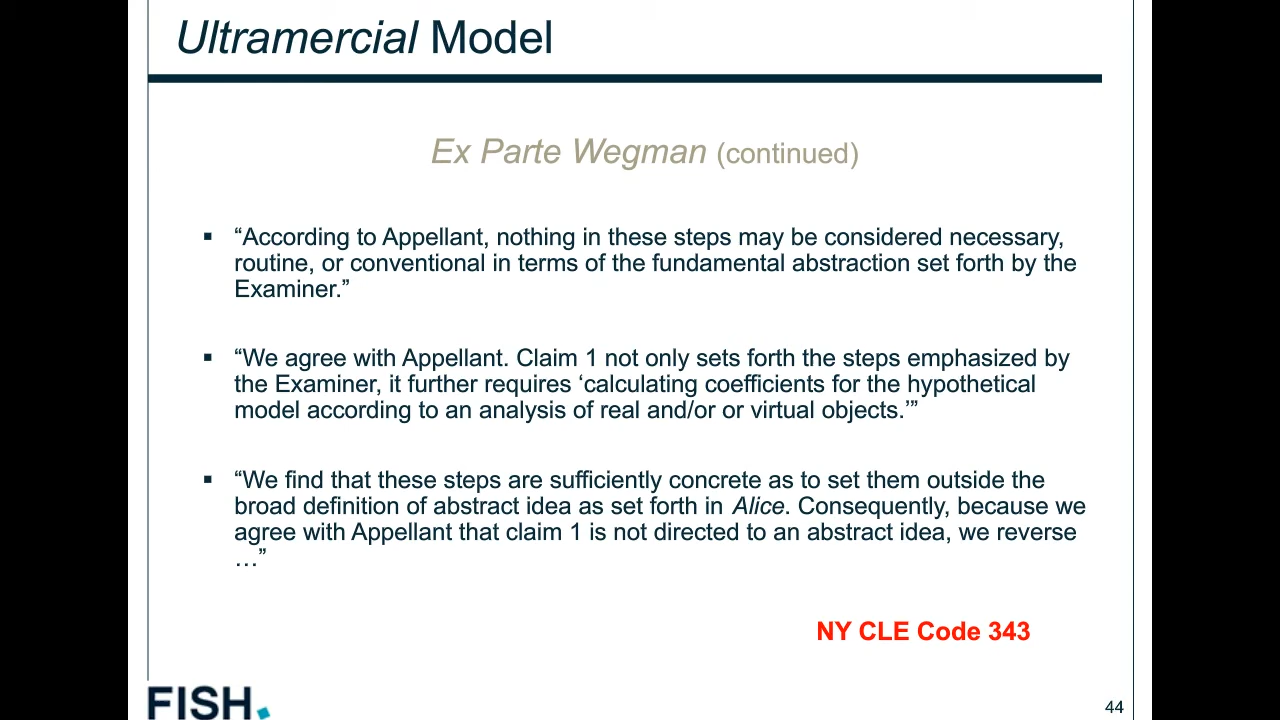 Ultramercial Model
Ex Parte Wegman (continued)
▪ “According to Appellant, nothing in these steps may be considered necessary,
routine, or conventional in terms of the fundamental abstraction set forth by the
Examiner.”
▪ “We agree with Appellant. Claim 1 not only sets forth the steps emphasized by
the Examiner, it further requires ‘calculating coefficients for the hypothetical
model according to an analysis of real and/or or virtual objects.’”
▪ “We find that these steps are sufficiently concrete as to set them outside the
broad definition of abstract idea as set forth in Alice. Consequently, because we
agree with Appellant that claim 1 is not directed to an abstract idea, we reverse
…”
NY CLE Code 343
FISH.
44